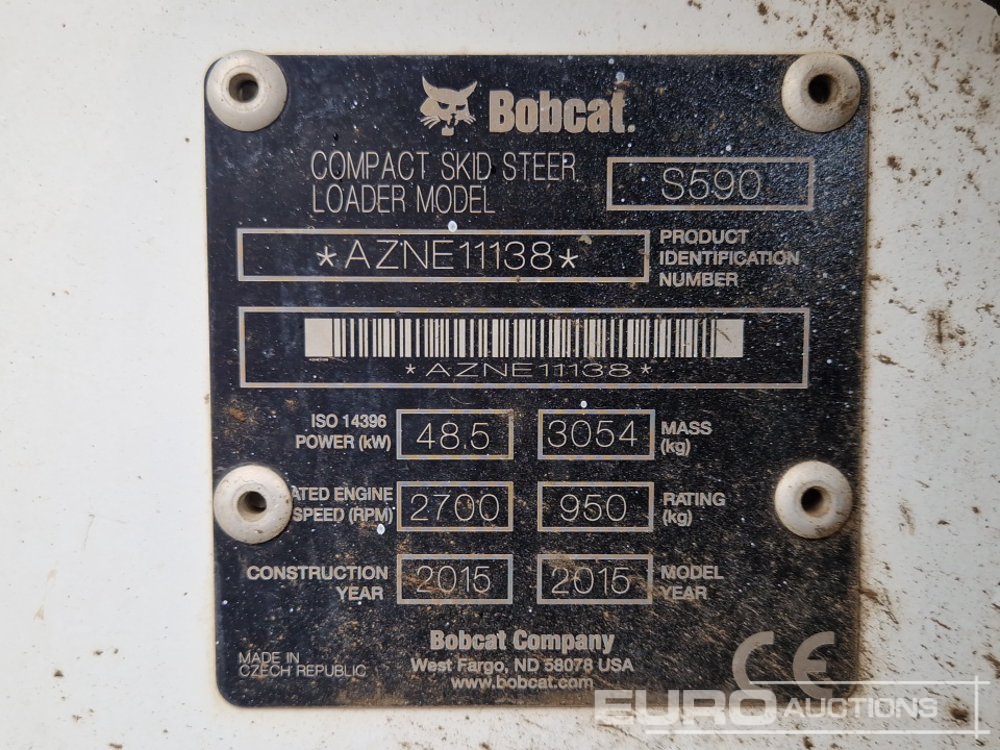 Bobcat.
COMPACT SKID STEER
LOADER MODEL
S590
*AZNE11138*
PRODUCT
IDENTIFICATION
NUMBER
*AZNE11138*
ISO 14396
POWER (kW)
48.5
3054
MASS
(kg)
ATED ENGINE
SPEED (RPM)
2700
950
RATING
(kg)
CONSTRUCTION
YEAR
2015
2015
MODEL
YEAR
Bobcat Company
West Fargo, ND 58078 USA
www.bobcat.com
MADE IN
CZECH REPUBLIC
CE
EURO AUCTIONS